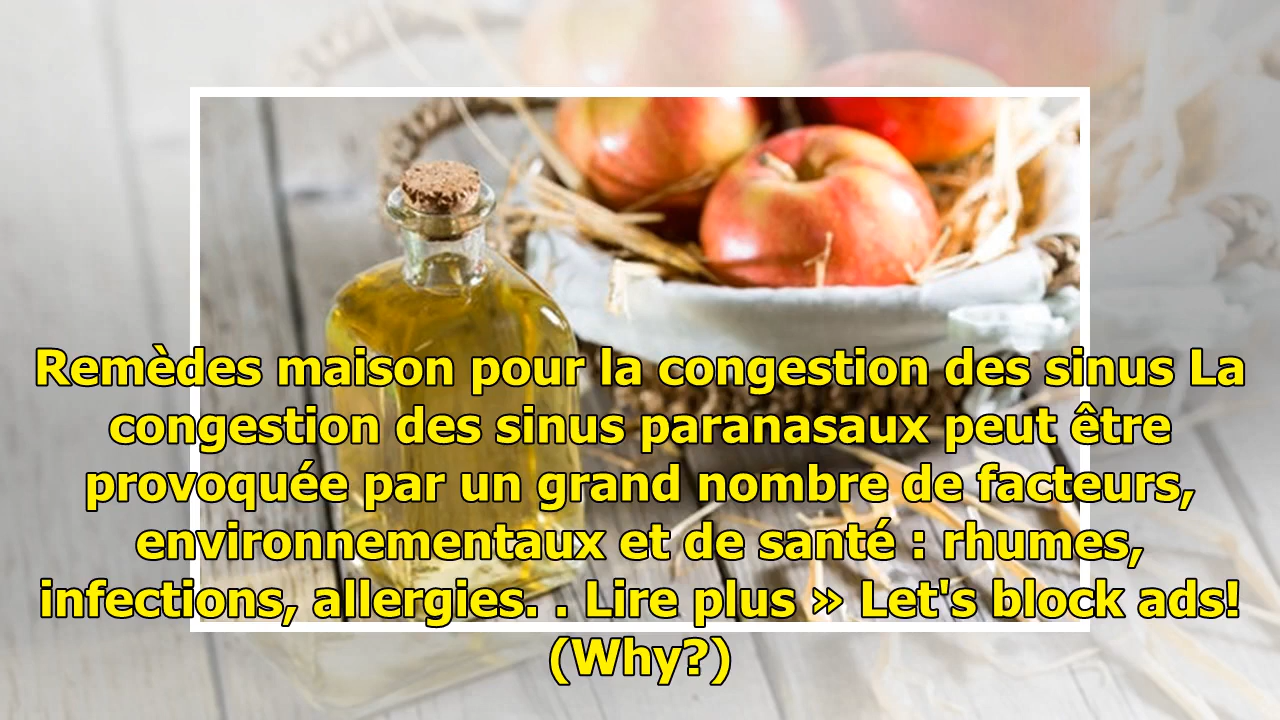 Remèdes maison pour la congestion des sinus La
congestion des sinus paranasaux peut être
provoquée par un grand nombre de facteurs,
environnementaux et de santé : rhumes,
infections, allergies. . Lire plus » Let's block ads!
(Why?)